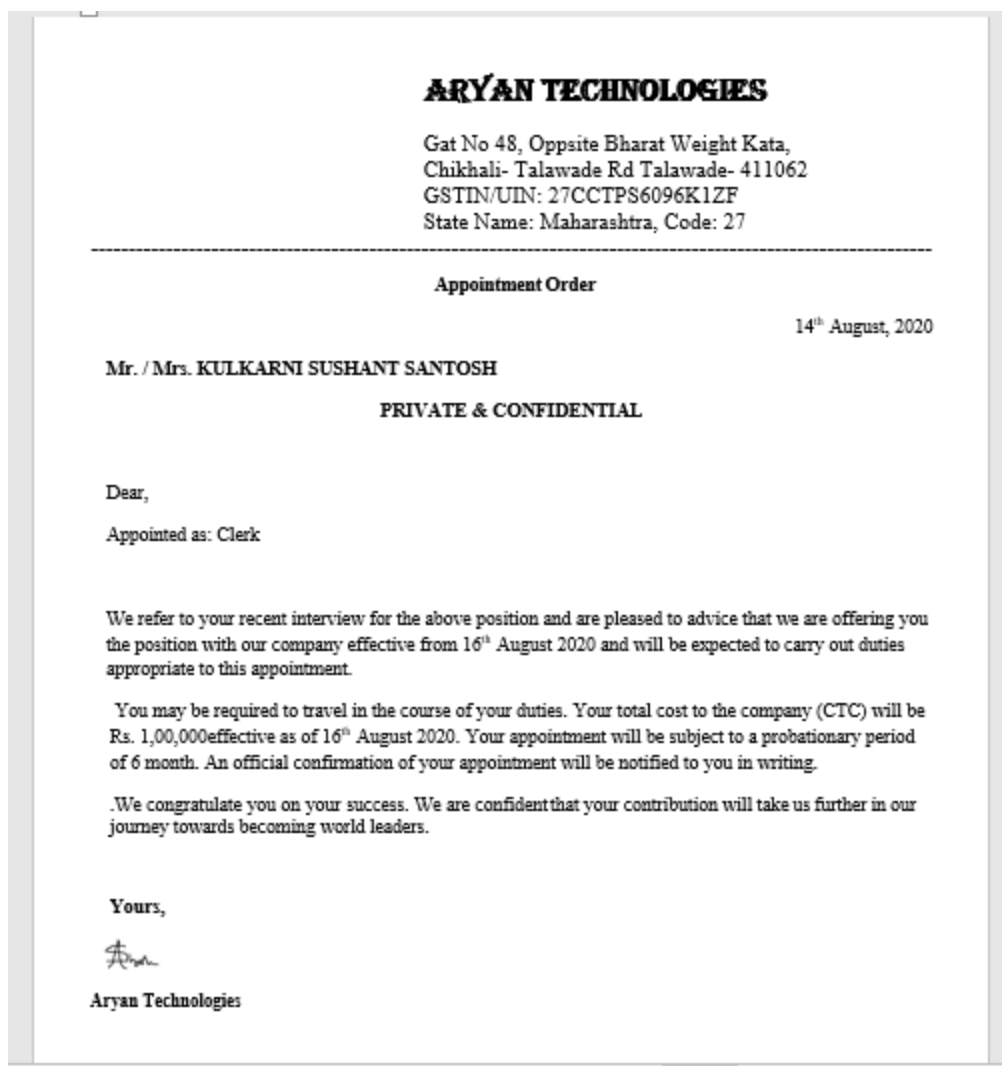 ARYAN TECHNOLOGIES
Gat No 48, Oppsite Bharat Weight Kata,
Chikhali- Talawade Rd Talawade- 411062
GSTIN/UIN: 27CCTPS6096K1ZF
State Name: Maharashtra, Code: 27
Appointment Order
14th August, 2020
Mr. / Mrs. KULKARNI SUSHANT SANTOSH
PRIVATE & CONFIDENTIAL
Dear,
Appointed as: Clerk
We refer to your recent interview for the above position and are pleased to advice that we are offering you
the position with our company effective from 16th August 2020 and will be expected to carry out duties
appropriate to this appointment.
You may be required to travel in the course of your duties. Your total cost to the company (CTC) will be
Rs. 1,00,000effective as of 16th August 2020. Your appointment will be subject to a probationary period
of 6 month. An official confirmation of your appointment will be notified to you in writing.
.We congratulate you on your success. We are confident that your contribution will take us further in our
journey towards becoming world leaders.
Yours,
Aryan Technologies